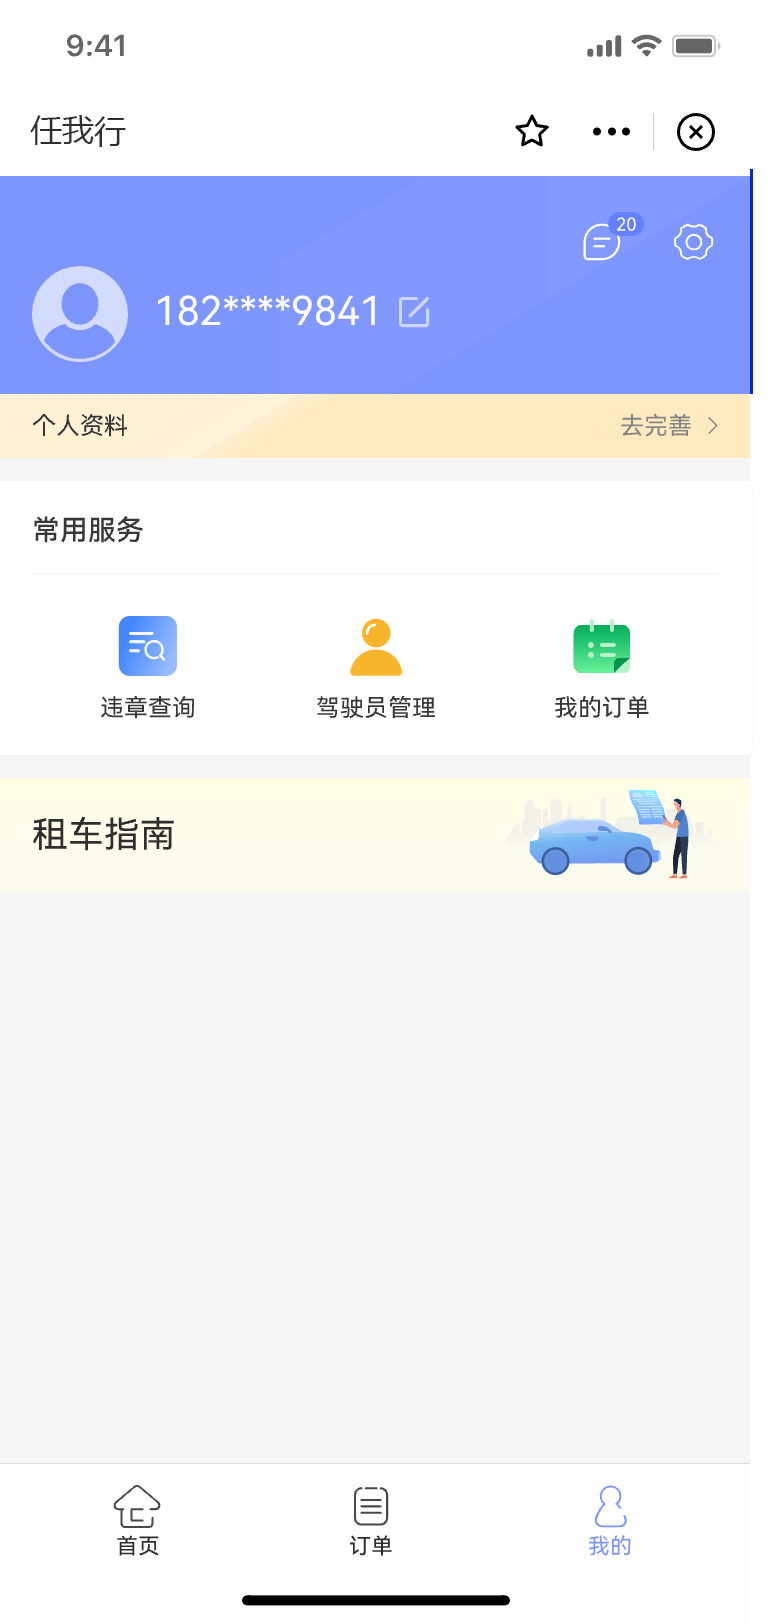 9:41
任我行
20
182****9841
个人资料 去完善
常用服务
违章查询 驾驶员管理 我的订单
租车指南
首页 订单 我的